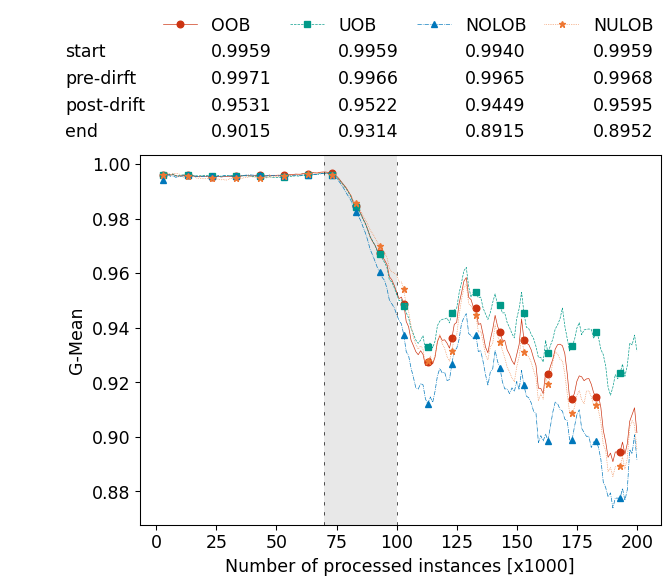 OOB UOB NOLOB NULOB
start 0.9959 0.9959 0.9940 0.9959
pre-dirft 0.9971 0.9966 0.9965 0.9968
post-drift 0.9531 0.9522 0.9449 0.9595
end 0.9015 0.9314 0.8915 0.8952
1.00
0.98
0.96
0.94
0.92
0.90
0.88
G-Mean
0 25 50 75 100 125 150 175 200
Number of processed instances [x1000]